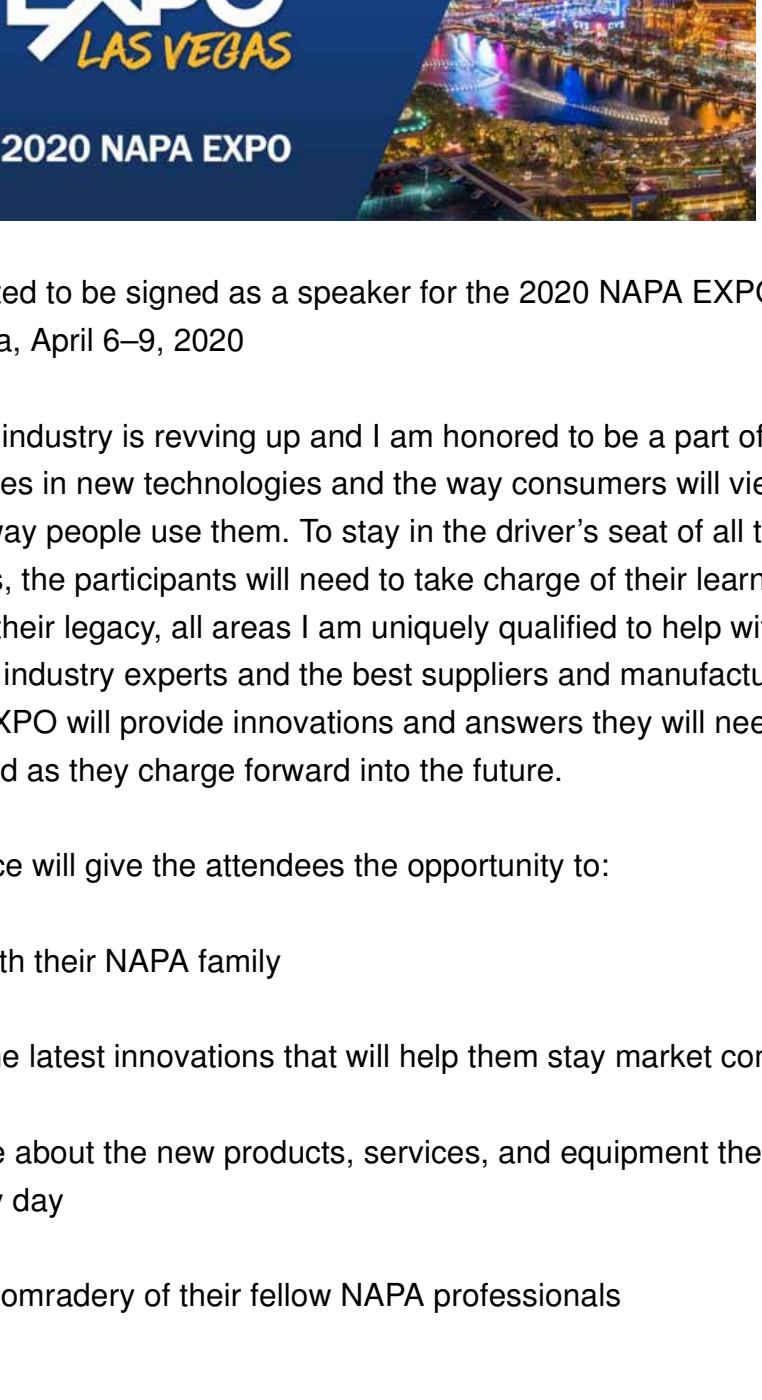 EXPO
LAS VEGAS
2020 NAPA EXPO
ed to be signed as a speaker for the 2020 NAPA EXPO
a, April 6–9, 2020
industry is revving up and I am honored to be a part of
es in new technologies and the way consumers will vie
ay people use them. To stay in the driver’s seat of all t
s, the participants will need to take charge of their learn
their legacy, all areas I am uniquely qualified to help wi
industry experts and the best suppliers and manufactu
XPO will provide innovations and answers they will nee
d as they charge forward into the future.
ce will give the attendees the opportunity to:
th their NAPA family
e latest innovations that will help them stay market co
e about the new products, services, and equipment the
y day
omradery of their fellow NAPA professionals